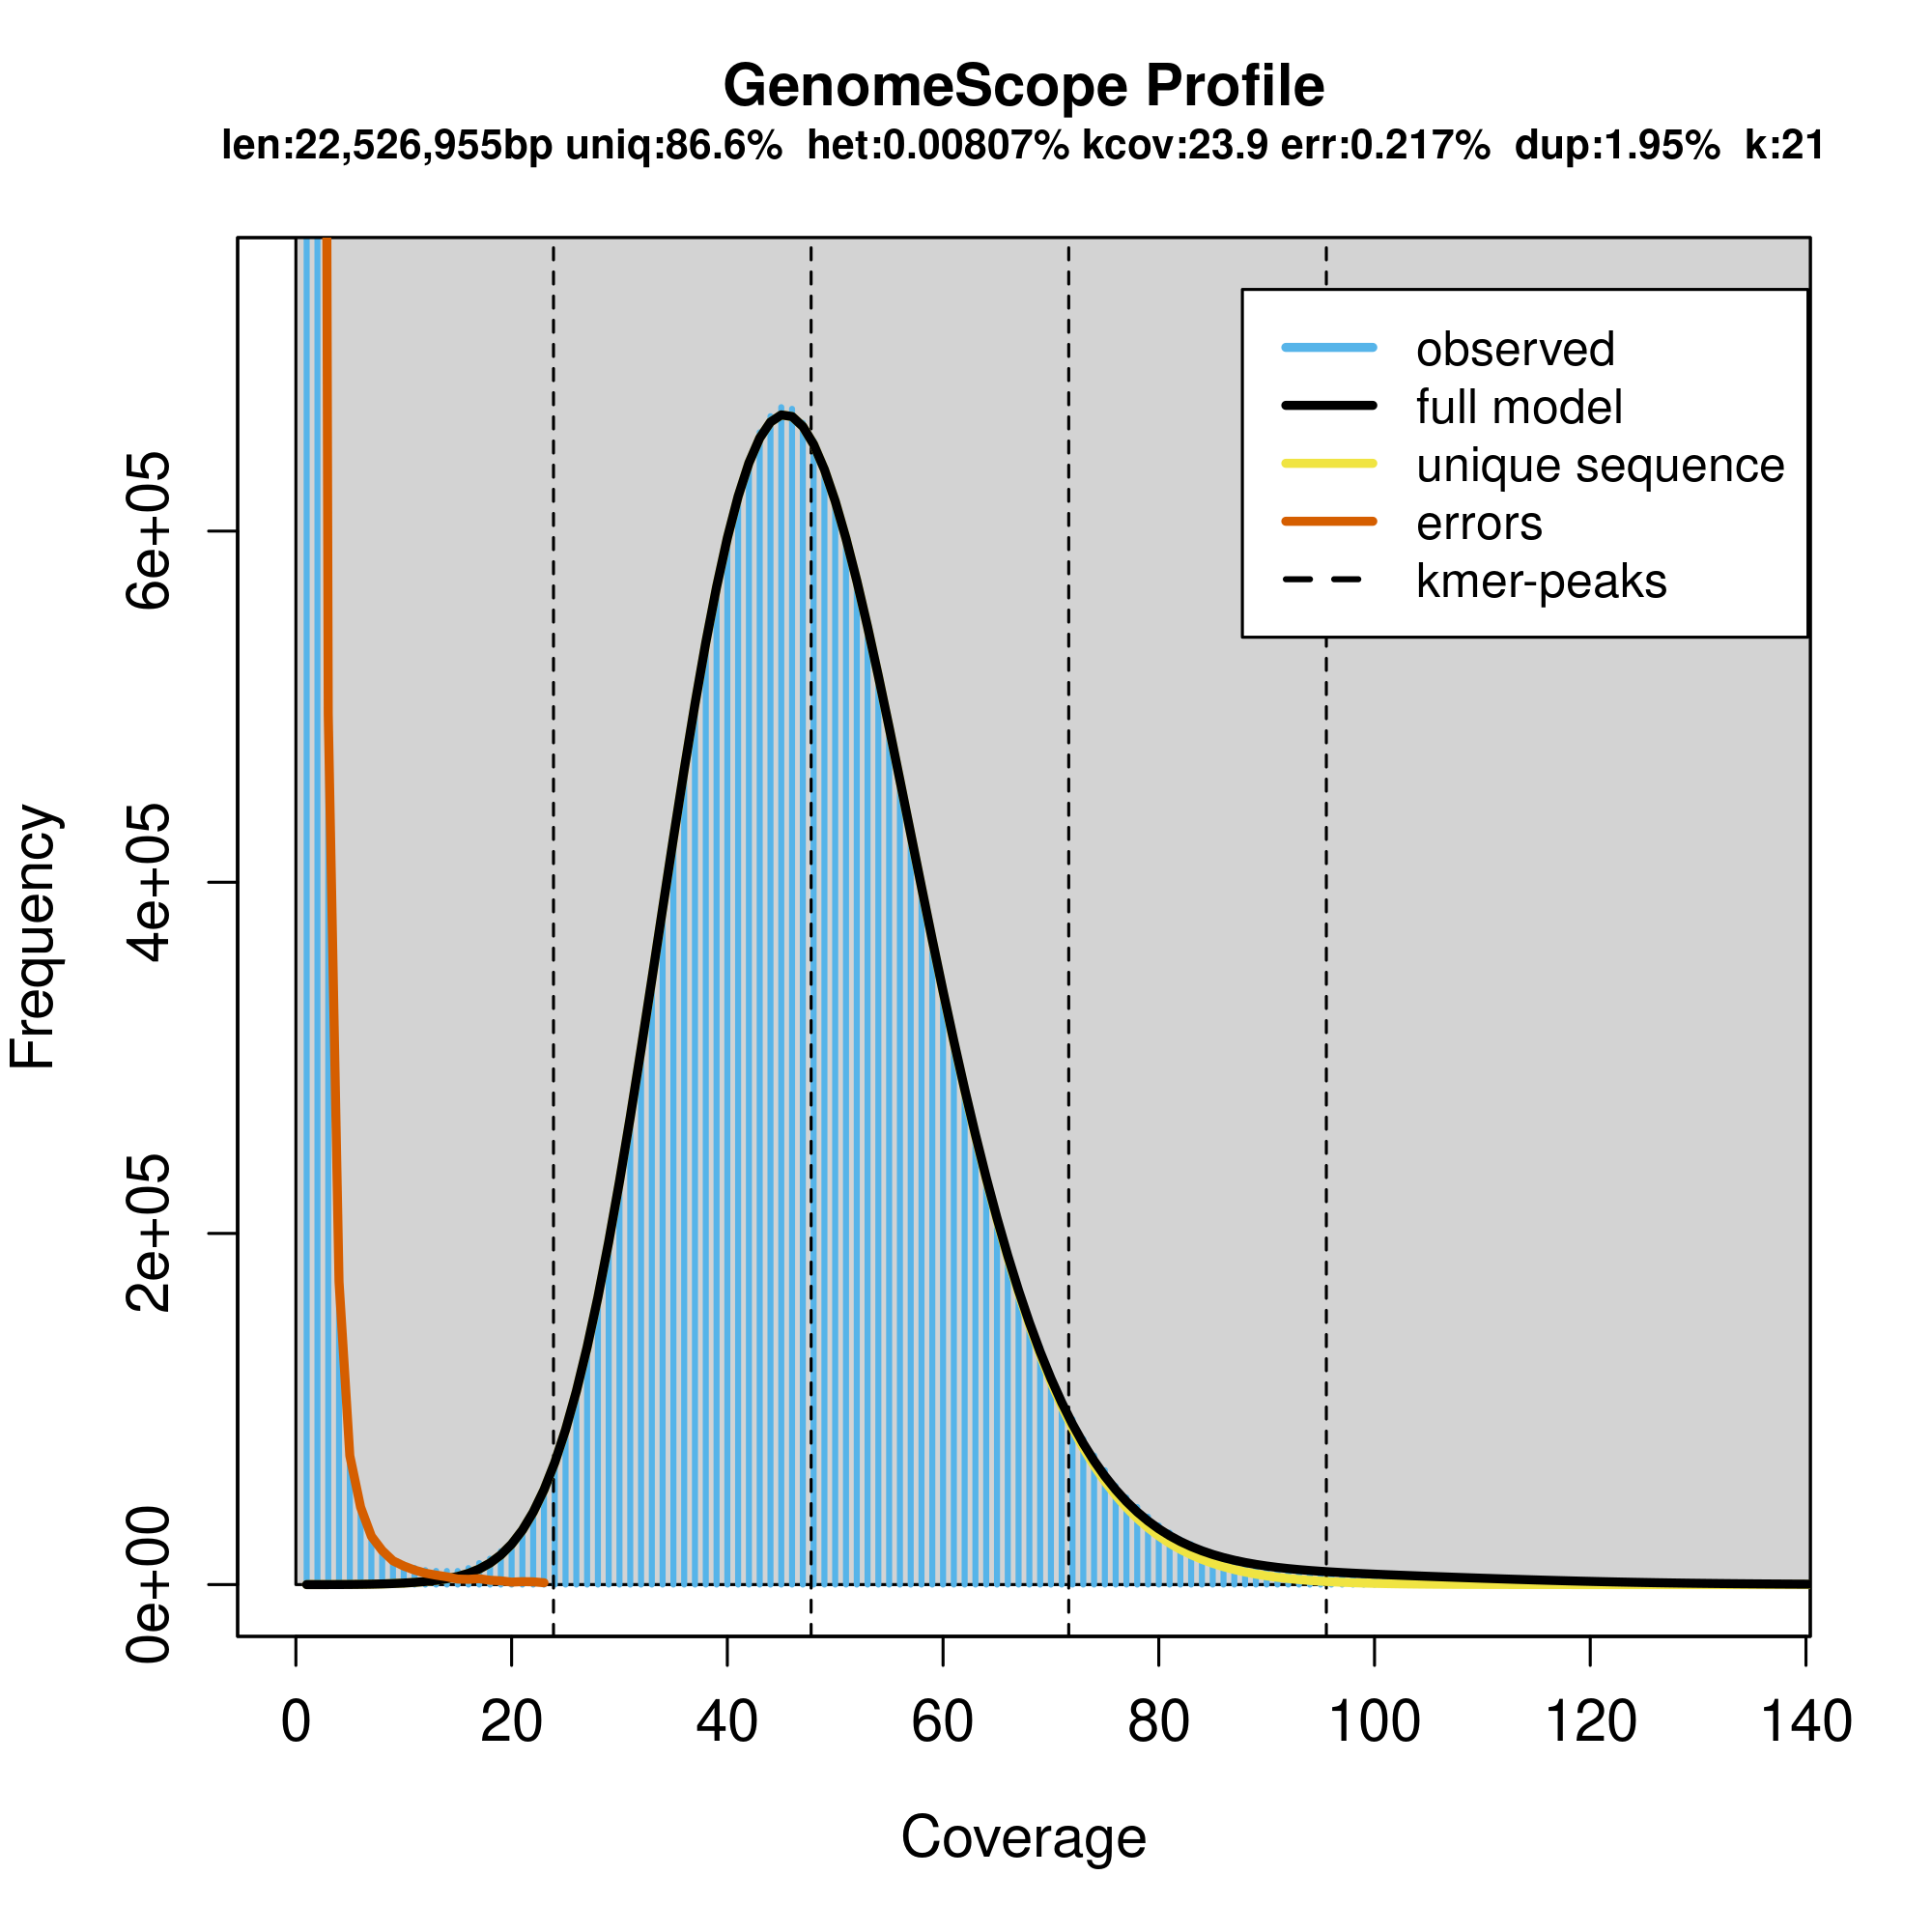 GenomeScope Profile
len:22,526,955bp uniq:86.6% het:0.00807% kcov:23.9 err:0.217% dup:1.95% k:21
observed
full model
unique sequence
errors
kmer-peaks
Frequency
6e+05
4e+05
2e+05
0e+00
0 20 40 60 80 100 120 140
Coverage